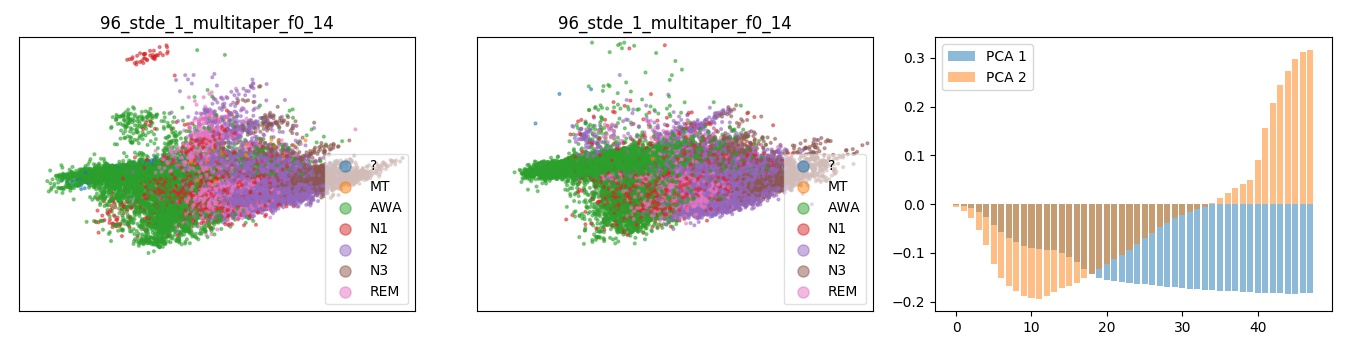 96_stde_1_multitaper_f0_14
?
MT
AWA
N1
N2
N3
REM
96_stde_1_multitaper_f0_14
?
MT
AWA
N1
N2
N3
REM
PCA 1
PCA 2
0.3
0.2
0.1
0.0
−0.1
−0.2
0 10 20 30 40